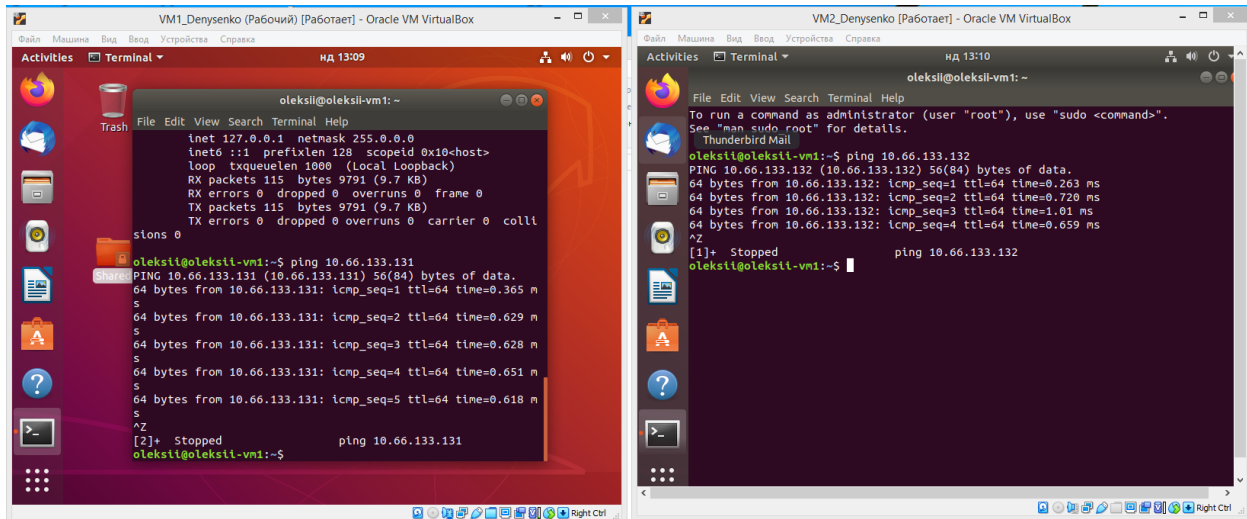 VM1_Denysenko (Рабочий) [Работает] - Oracle VM VirtualBox
Файл Машина Вид Ввод Устройства Справка
Activities Terminal нд 13:09
Trash
Shared
oleksii@oleksii-vm1: ~
File Edit View Search Terminal Help
inet 127.0.0.1 netmask 255.0.0.0
inet6 ::1 prefixlen 128 scopeid 0x10<host>
loop txqueuelen 1000 (Local Loopback)
RX packets 115 bytes 9791 (9.7 KB)
RX errors 0 dropped 0 overruns 0 frame 0
TX packets 115 bytes 9791 (9.7 KB)
TX errors 0 dropped 0 overruns 0 carrier 0 colli
sions 0
oleksii@oleksii-vm1:~$ ping 10.66.133.131
PING 10.66.133.131 (10.66.133.131) 56(84) bytes of data.
64 bytes from 10.66.133.131: icmp_seq=1 ttl=64 time=0.365 m
s
64 bytes from 10.66.133.131: icmp_seq=2 ttl=64 time=0.629 m
s
64 bytes from 10.66.133.131: icmp_seq=3 ttl=64 time=0.628 m
s
64 bytes from 10.66.133.131: icmp_seq=4 ttl=64 time=0.651 m
s
64 bytes from 10.66.133.131: icmp_seq=5 ttl=64 time=0.618 m
s
^Z
[2]+ Stopped ping 10.66.133.131
oleksii@oleksii-vm1:~$
Right Ctrl
VM2_Denysenko [Работает] - Oracle VM VirtualBox
Файл Машина Вид Ввод Устройства Справка
Activities Terminal нд 13:10
oleksii@oleksii-vm1: ~
File Edit View Search Terminal Help
To run a command as administrator (user "root"), use "sudo <command>".
See "man sudo_root" for details.
Thunderbird Mail
oleksii@oleksii-vm1:~$ ping 10.66.133.132
PING 10.66.133.132 (10.66.133.132) 56(84) bytes of data.
64 bytes from 10.66.133.132: icmp_seq=1 ttl=64 time=0.263 ms
64 bytes from 10.66.133.132: icmp_seq=2 ttl=64 time=0.720 ms
64 bytes from 10.66.133.132: icmp_seq=3 ttl=64 time=1.01 ms
64 bytes from 10.66.133.132: icmp_seq=4 ttl=64 time=0.659 ms
^Z
[1]+ Stopped ping 10.66.133.132
oleksii@oleksii-vm1:~$
Right Ctrl